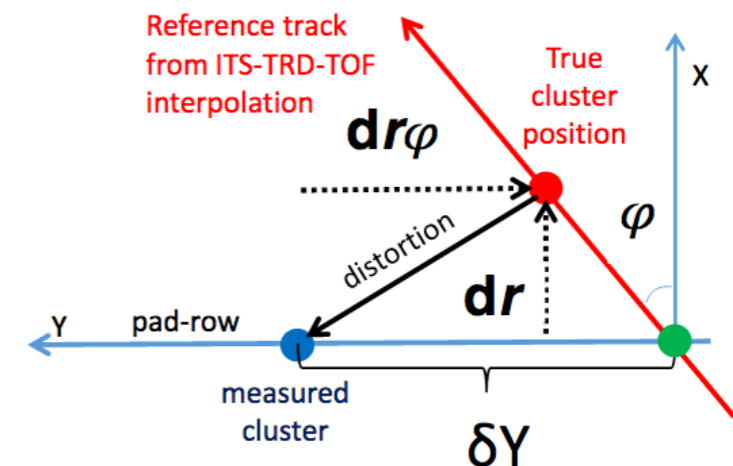 Reference track
from ITS-TRD-TOF
interpolation
True
cluster
position
X
drφ
φ
distortion
dr
Y
pad-row
measured
cluster
δY